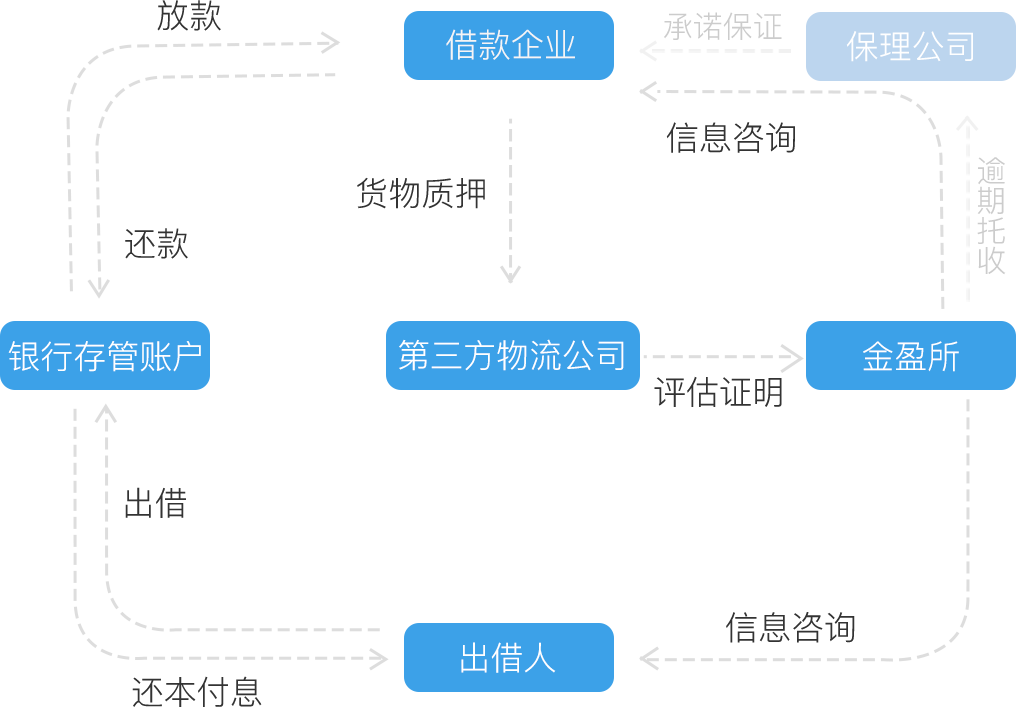 放款
借款企业
承诺保证
保理公司
信息咨询
逾期托收
货物质押
还款
银行存管账户
第三方物流公司
金盈所
评估证明
出借
信息咨询
出借人
还本付息